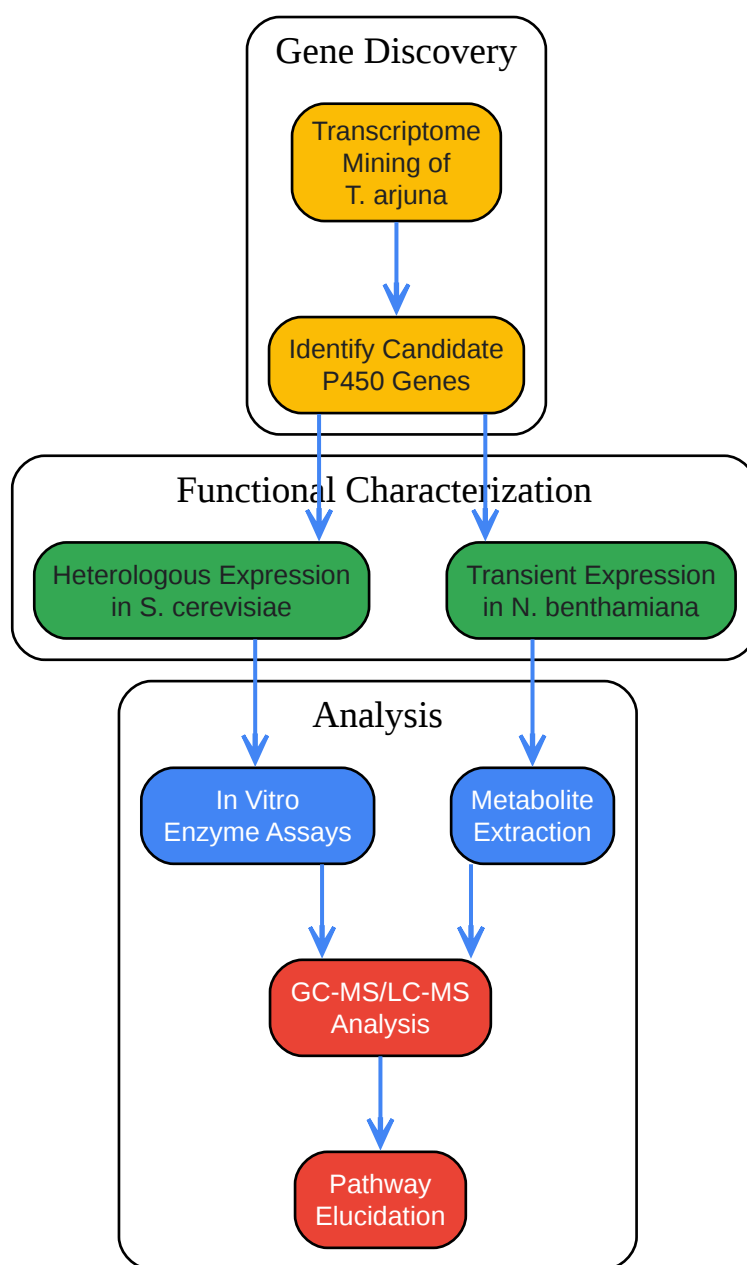 Gene Discovery
Transcriptome
Mining of
T. arjuna
Identify Candidate
P450 Genes
Functional Characterization
Heterologous Expression
in S. cerevisiae
Transient Expression
in N. benthamiana
Analysis
In Vitro
Enzyme Assays
Metabolite
Extraction
GC-MS/LC-MS
Analysis
Pathway
Elucidation